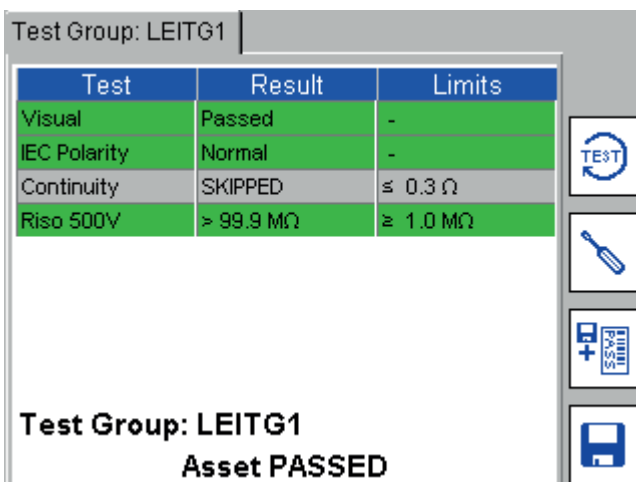 Test Group: LEITG1
Test Result Limits
Visual Passed -
IEC Polarity Normal -
Continuity SKIPPED ≤ 0.3 Ω
Riso 500V > 99.9 MΩ ≥ 1.0 MΩ
TEST
PASS
Test Group: LEITG1
Asset PASSED